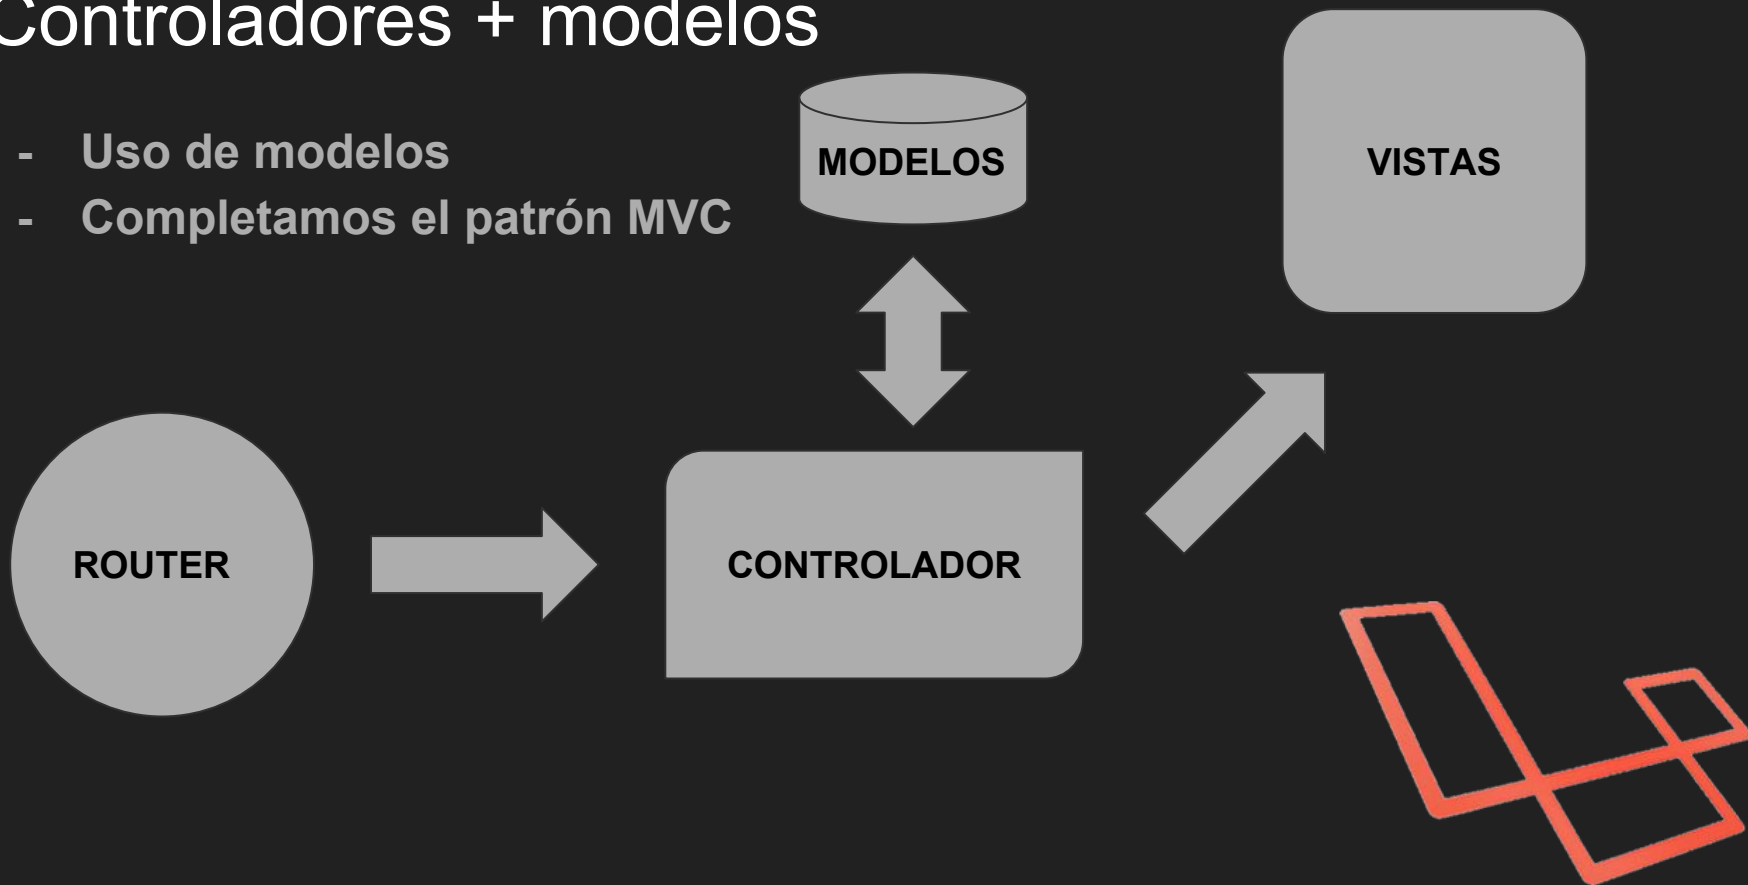 Controladores + modelos
- Uso de modelos
- Completamos el patrón MVC
MODELOS
VISTAS
ROUTER
CONTROLADOR